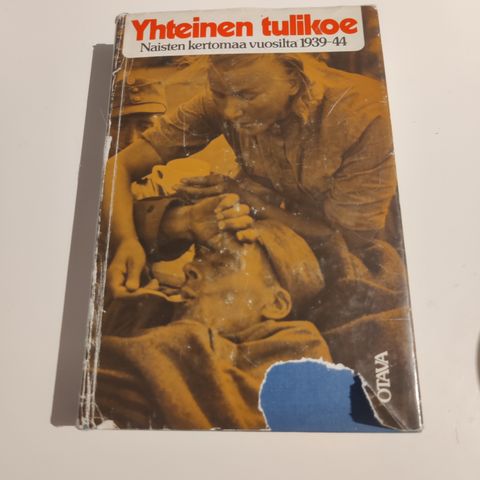 Yhteinen tulikoe
Naisten kertomaa vuosilta 1939-44
OTAVA